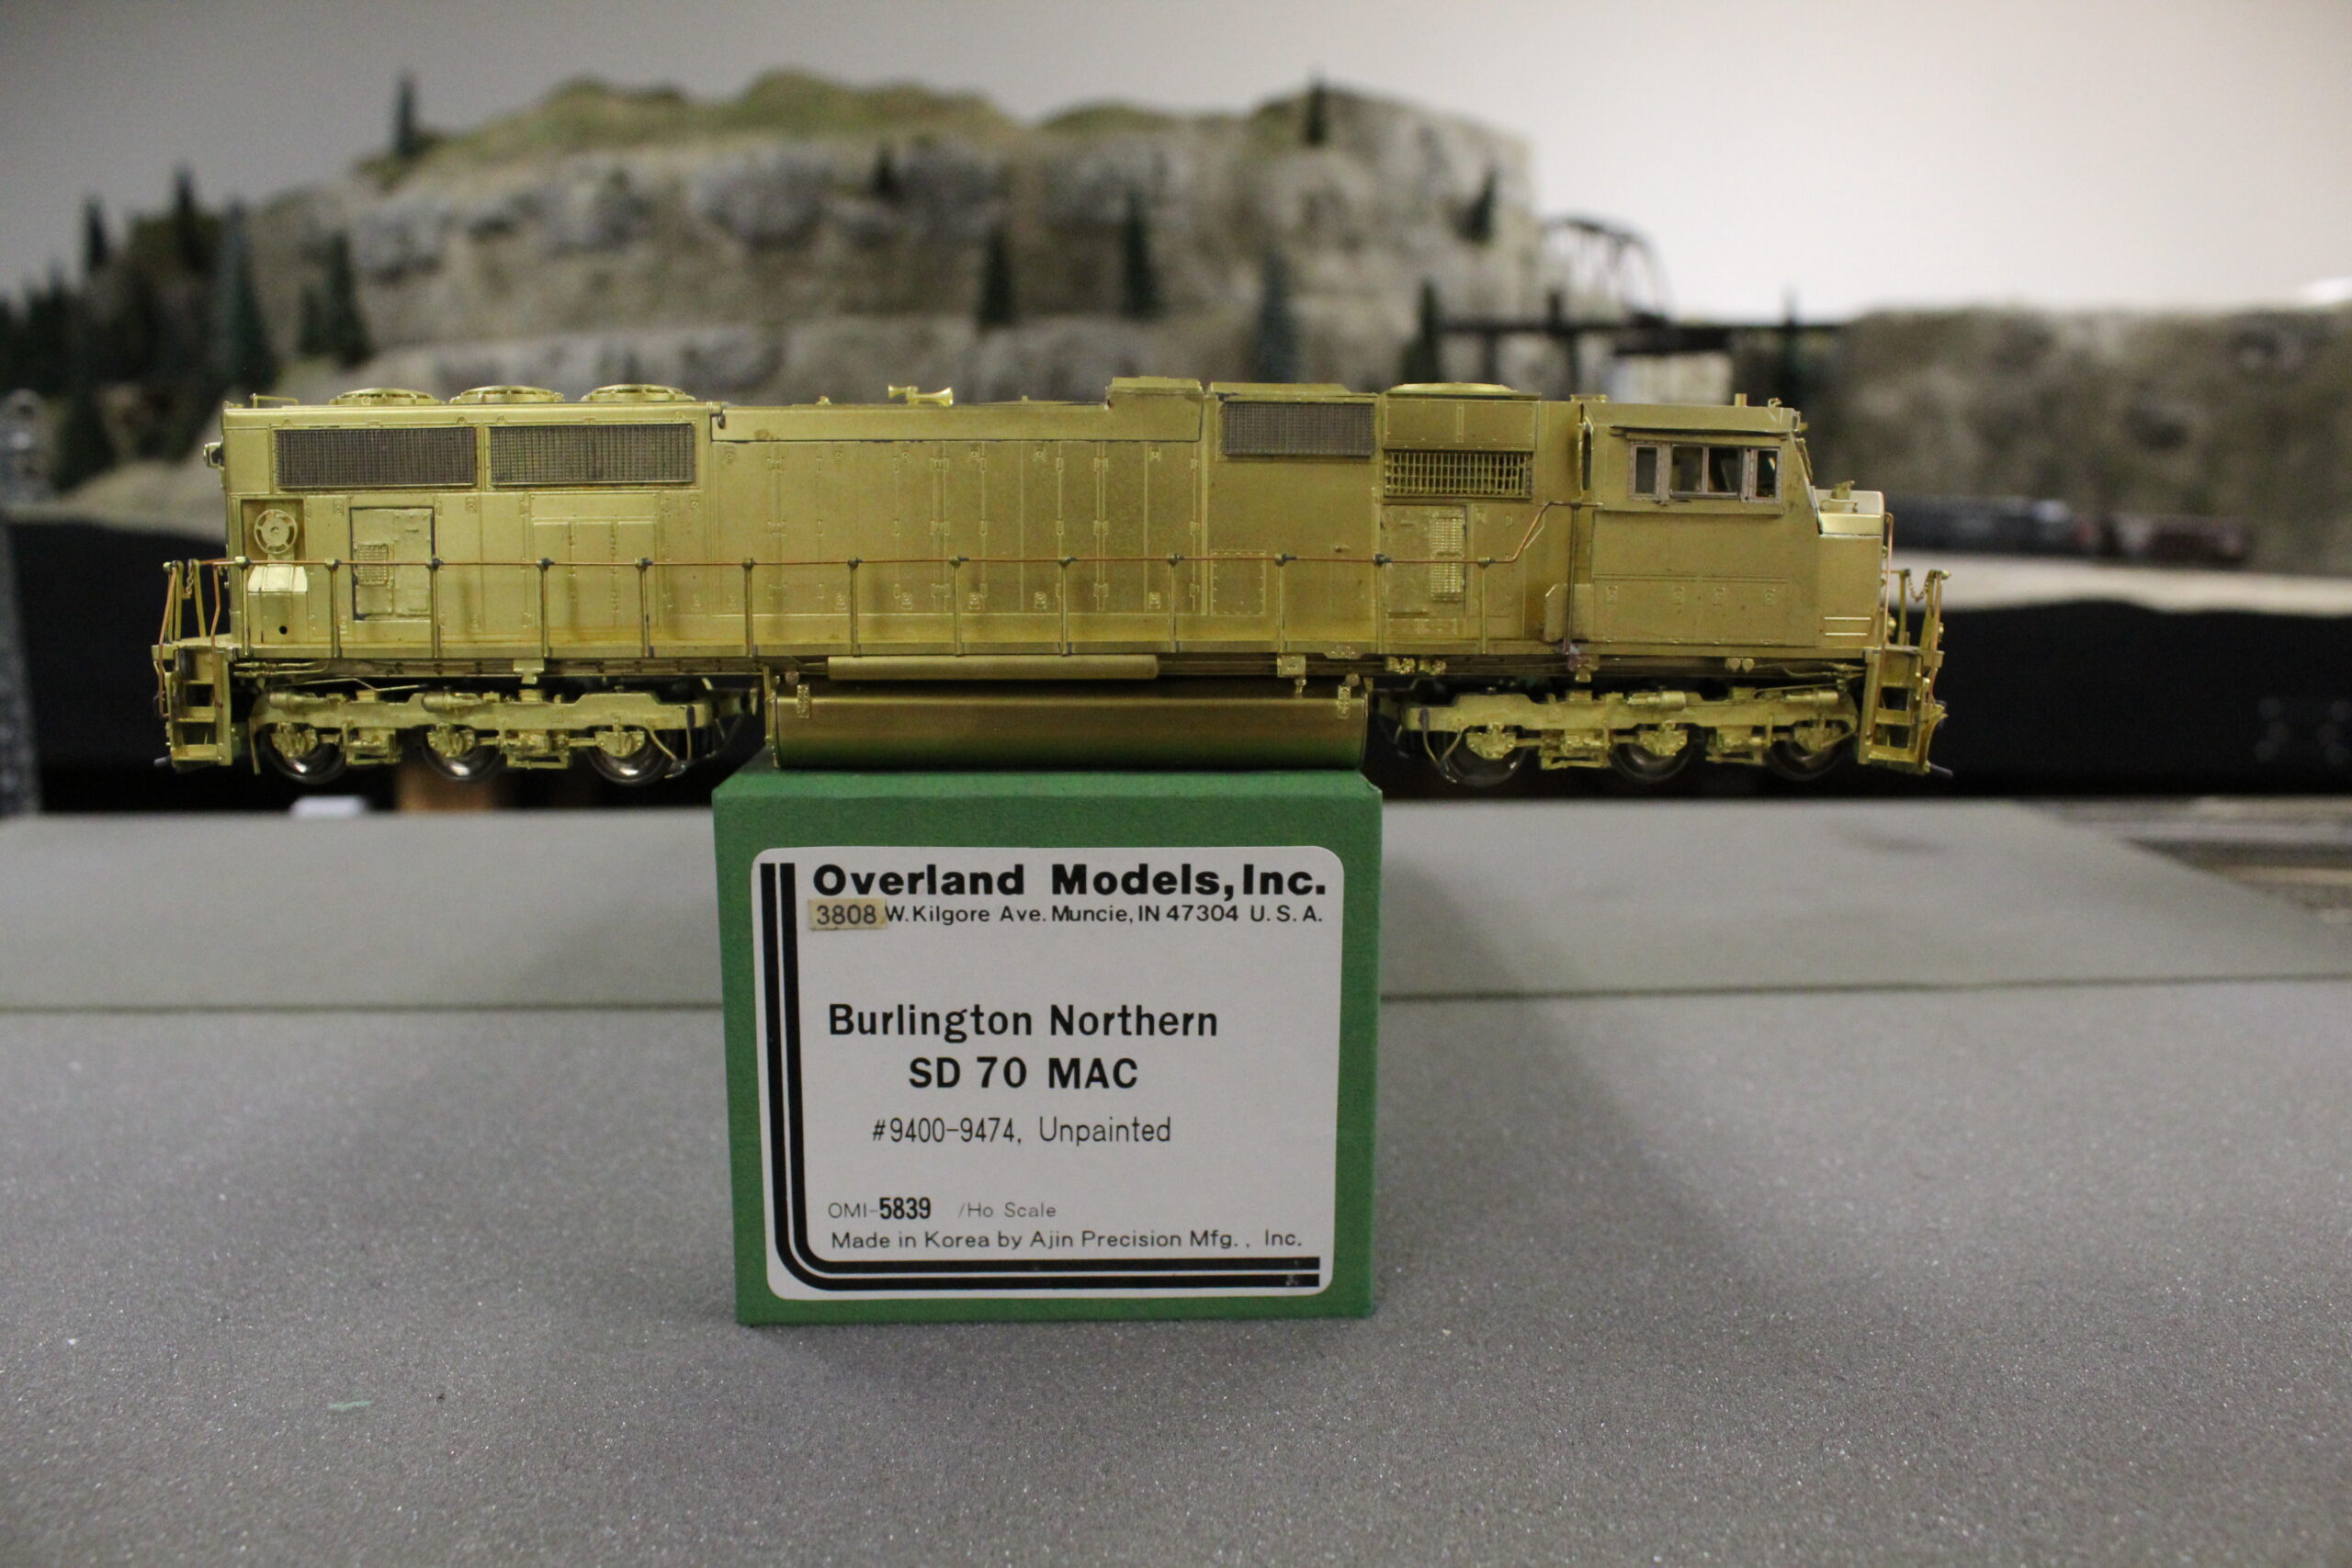 Overland Models, Inc.
3808 W. Kilgore Ave. Muncie, IN 47304 U. S. A.
Burlington Northern
SD 70 MAC
#9400-9474, Unpainted
OMI-5839 /Ho Scale
Made in Korea by Ajin Precision Mfg. , Inc.